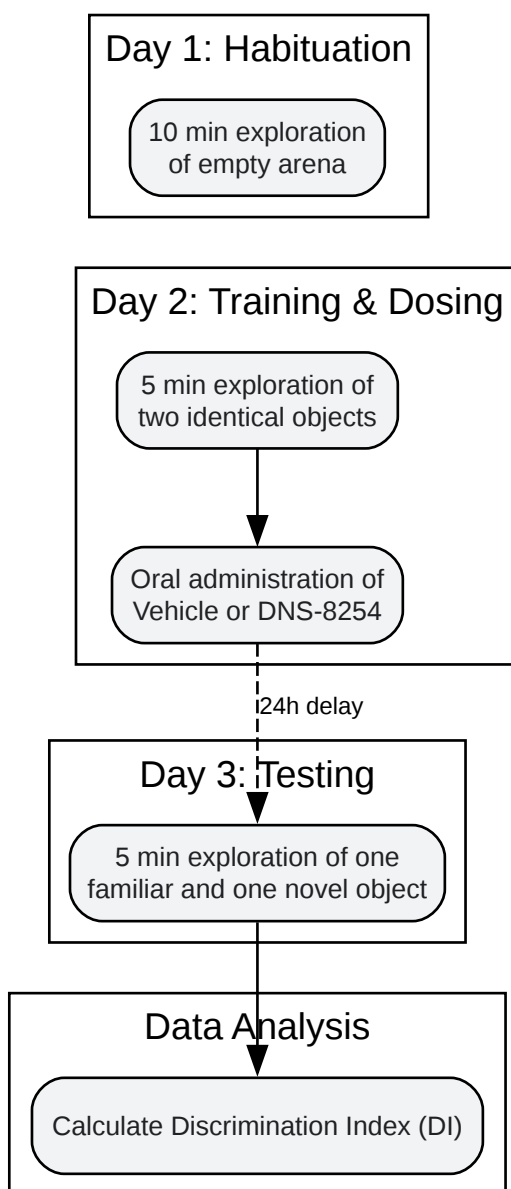 Day 1: Habituation
10 min exploration
of empty arena
Day 2: Training & Dosing
5 min exploration of
two identical objects
Oral administration of
Vehicle or DNS-8254
24h delay
Day 3: Testing
5 min exploration of one
familiar and one novel object
Data Analysis
Calculate Discrimination Index (DI)